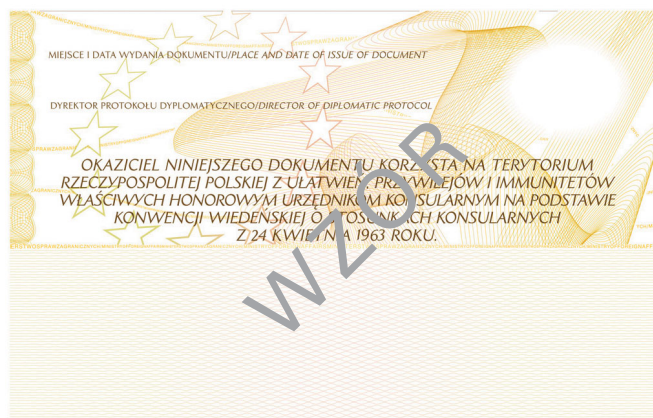 MIEJSCE I DATA WYDANIA DOKUMENTU/PLACE AND DATE OF ISSUE OF DOCUMENT
DYREKTOR PROTOKOŁU DYPLOMATYCZNEGO/DIRECTOR OF DIPLOMATIC PROTOCOL
OKAZICIEL NINIEJSZEGO DOKUMENTU KORZYSTA NA TERYTORIUM
RZECZYPOSPOLITEJ POLSKIEJ Z UŁATWIEŃ, PRZYWILEJÓW I IMMUNITETÓW
WŁAŚCIWYCH HONOROWYM URZĘDNIKOM KONSULARNYM NA PODSTAWIE
KONWENCJI WIEDEŃSKIEJ O STOSUNKACH KONSULARNYCH
Z 24 KWIETNIA 1963 ROKU.
WZÓR